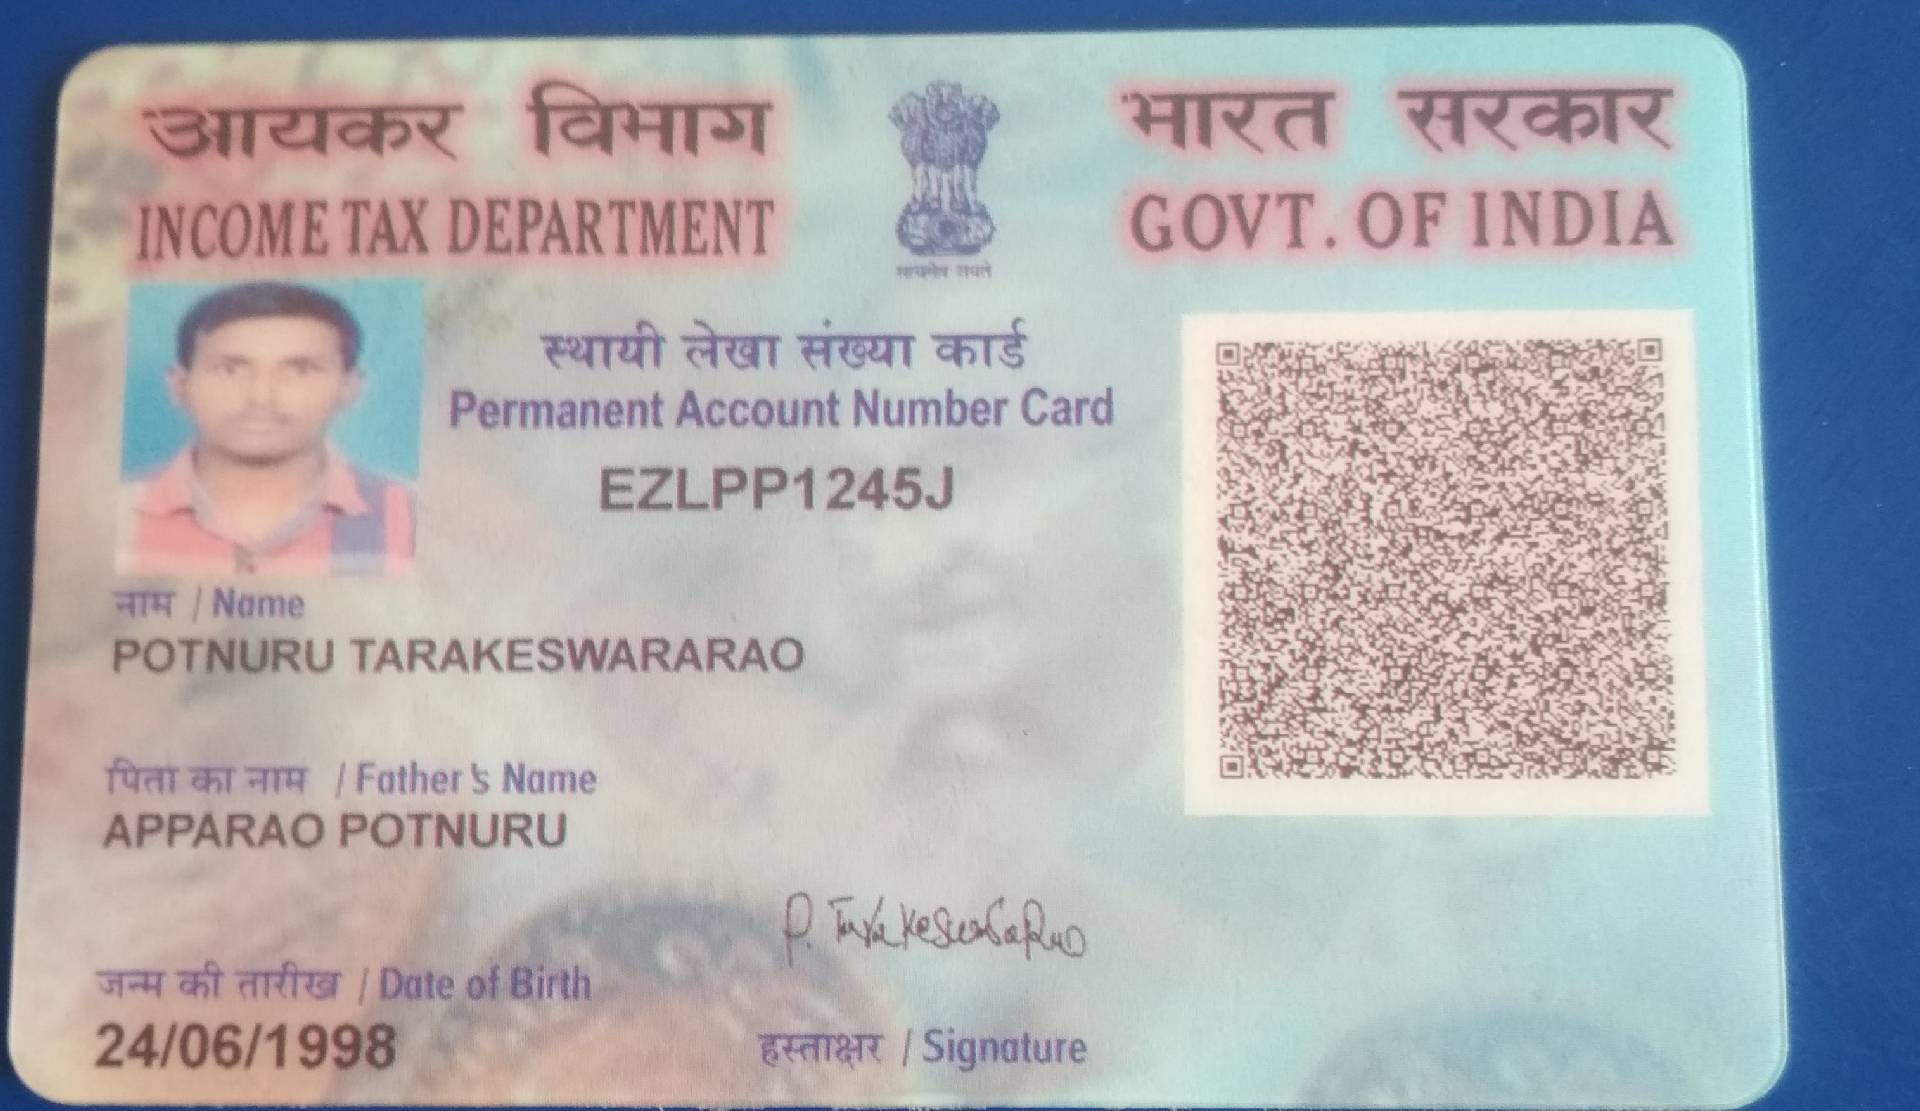 आयकर विभाग
INCOME TAX DEPARTMENT
भारत सरकार
GOVT. OF INDIA
सत्यमेव जयते
स्थायी लेखा संख्या कार्ड
Permanent Account Number Card
EZLPP1245J
नाम / Name
POTNURU TARAKESWARARAO
पिता का नाम / Father's Name
APPARAO POTNURU
P. TaraKeswaraRao
जन्म की तारीख / Date of Birth
24/06/1998
हस्ताक्षर / Signature